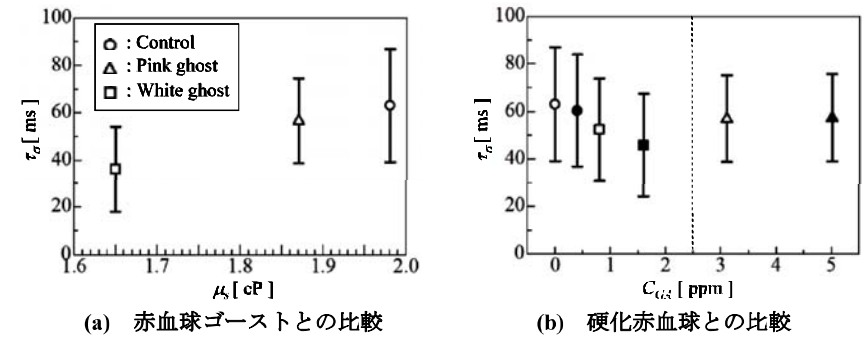 100
80
60
40
20
0
τσ [ ms ]
○ : Control
△ : Pink ghost
□ : White ghost
1.6 1.7 1.8 1.9 2.0
μs [ cP ]
(a) 赤血球ゴーストとの比較
100
80
60
40
20
0
τσ [ ms ]
0 1 2 3 4 5
[ ppm ]
(b) 硬化赤血球との比較